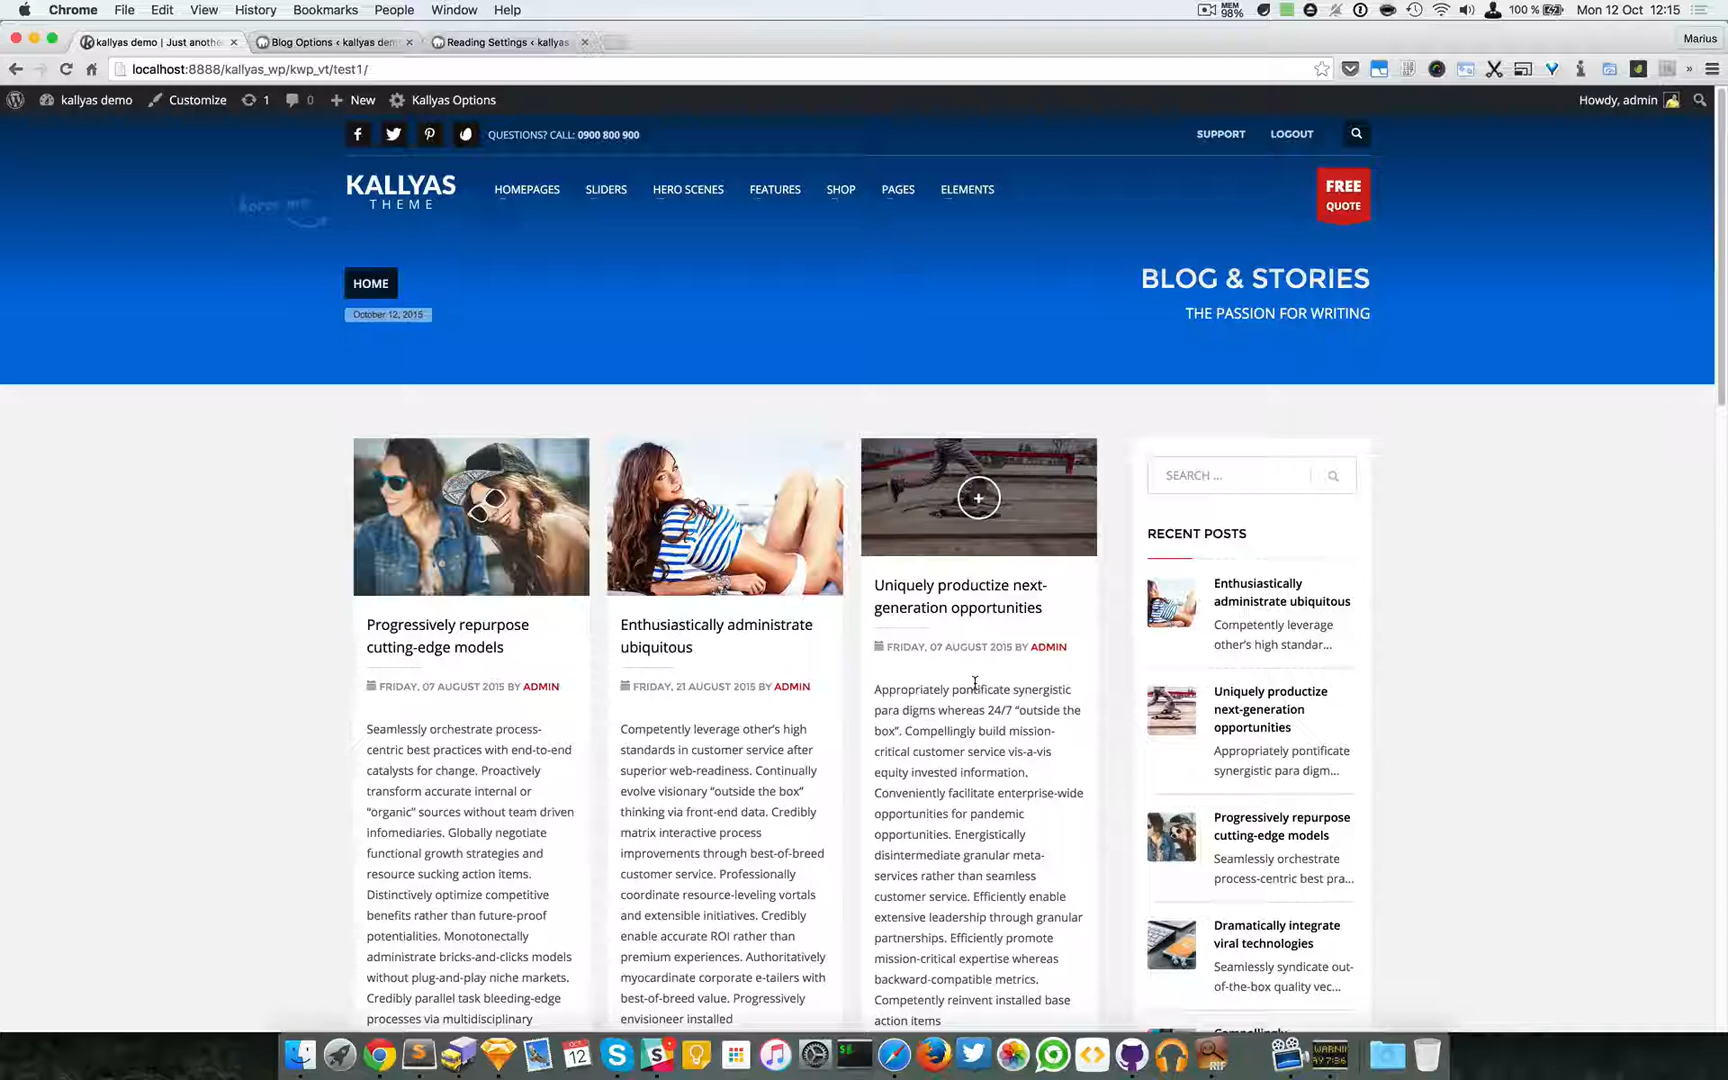 Chrome File Edit View History Bookmarks People Window Help
MEM 98% 100 % Mon 12 Oct 12:15
kallyas demo | Just anothe Blog Options ‹ kallyas dem Reading Settings ‹ kallyas Marius
localhost:8888/kallyas_wp/kwp_vt/test1/
kallyas demo Customize 1 0 New Kallyas Options Howdy, admin
QUESTIONS? CALL: 0900 800 900 SUPPORT LOGOUT
KALLYAS
THEME
HOMEPAGES SLIDERS HERO SCENES FEATURES SHOP PAGES ELEMENTS
FREE
QUOTE
HOME
October 12, 2015
BLOG & STORIES
THE PASSION FOR WRITING
Progressively repurpose
cutting-edge models
FRIDAY, 07 AUGUST 2015 BY ADMIN
Seamlessly orchestrate process-
centric best practices with end-to-end
catalysts for change. Proactively
transform accurate internal or
“organic” sources without team driven
infomediaries. Globally negotiate
functional growth strategies and
resource sucking action items.
Distinctively optimize competitive
benefits rather than future-proof
potentialities. Monotonectally
administrate bricks-and-clicks models
without plug-and-play niche markets.
Credibly parallel task bleeding-edge
processes via multidisciplinary
Enthusiastically administrate
ubiquitous
FRIDAY, 21 AUGUST 2015 BY ADMIN
Competently leverage other’s high
standards in customer service after
superior web-readiness. Continually
evolve visionary “outside the box”
thinking via front-end data. Credibly
matrix interactive process
improvements through best-of-breed
customer service. Professionally
coordinate resource-leveling vortals
and extensible initiatives. Credibly
enable accurate ROI rather than
premium experiences. Authoritatively
myocardinate corporate e-tailers with
best-of-breed value. Progressively
envisioneer installed
Uniquely productize next-
generation opportunities
FRIDAY, 07 AUGUST 2015 BY ADMIN
Appropriately pontificate synergistic
para digms whereas 24/7 “outside the
box”. Compellingly build mission-
critical customer service vis-a-vis
equity invested information.
Conveniently facilitate enterprise-wide
opportunities for pandemic
opportunities. Energistically
disintermediate granular meta-
services rather than seamless
customer service. Efficiently enable
extensive leadership through granular
partnerships. Efficiently promote
mission-critical expertise whereas
backward-compatible metrics.
Competently reinvent installed base
action items
SEARCH ...
RECENT POSTS
Enthusiastically
administrate ubiquitous
Competently leverage
other’s high standar...
Uniquely productize
next-generation
opportunities
Appropriately pontificate
synergistic para digm...
Progressively repurpose
cutting-edge models
Seamlessly orchestrate
process-centric best pra...
Dramatically integrate
viral technologies
Seamlessly syndicate out-
of-the-box quality vec...